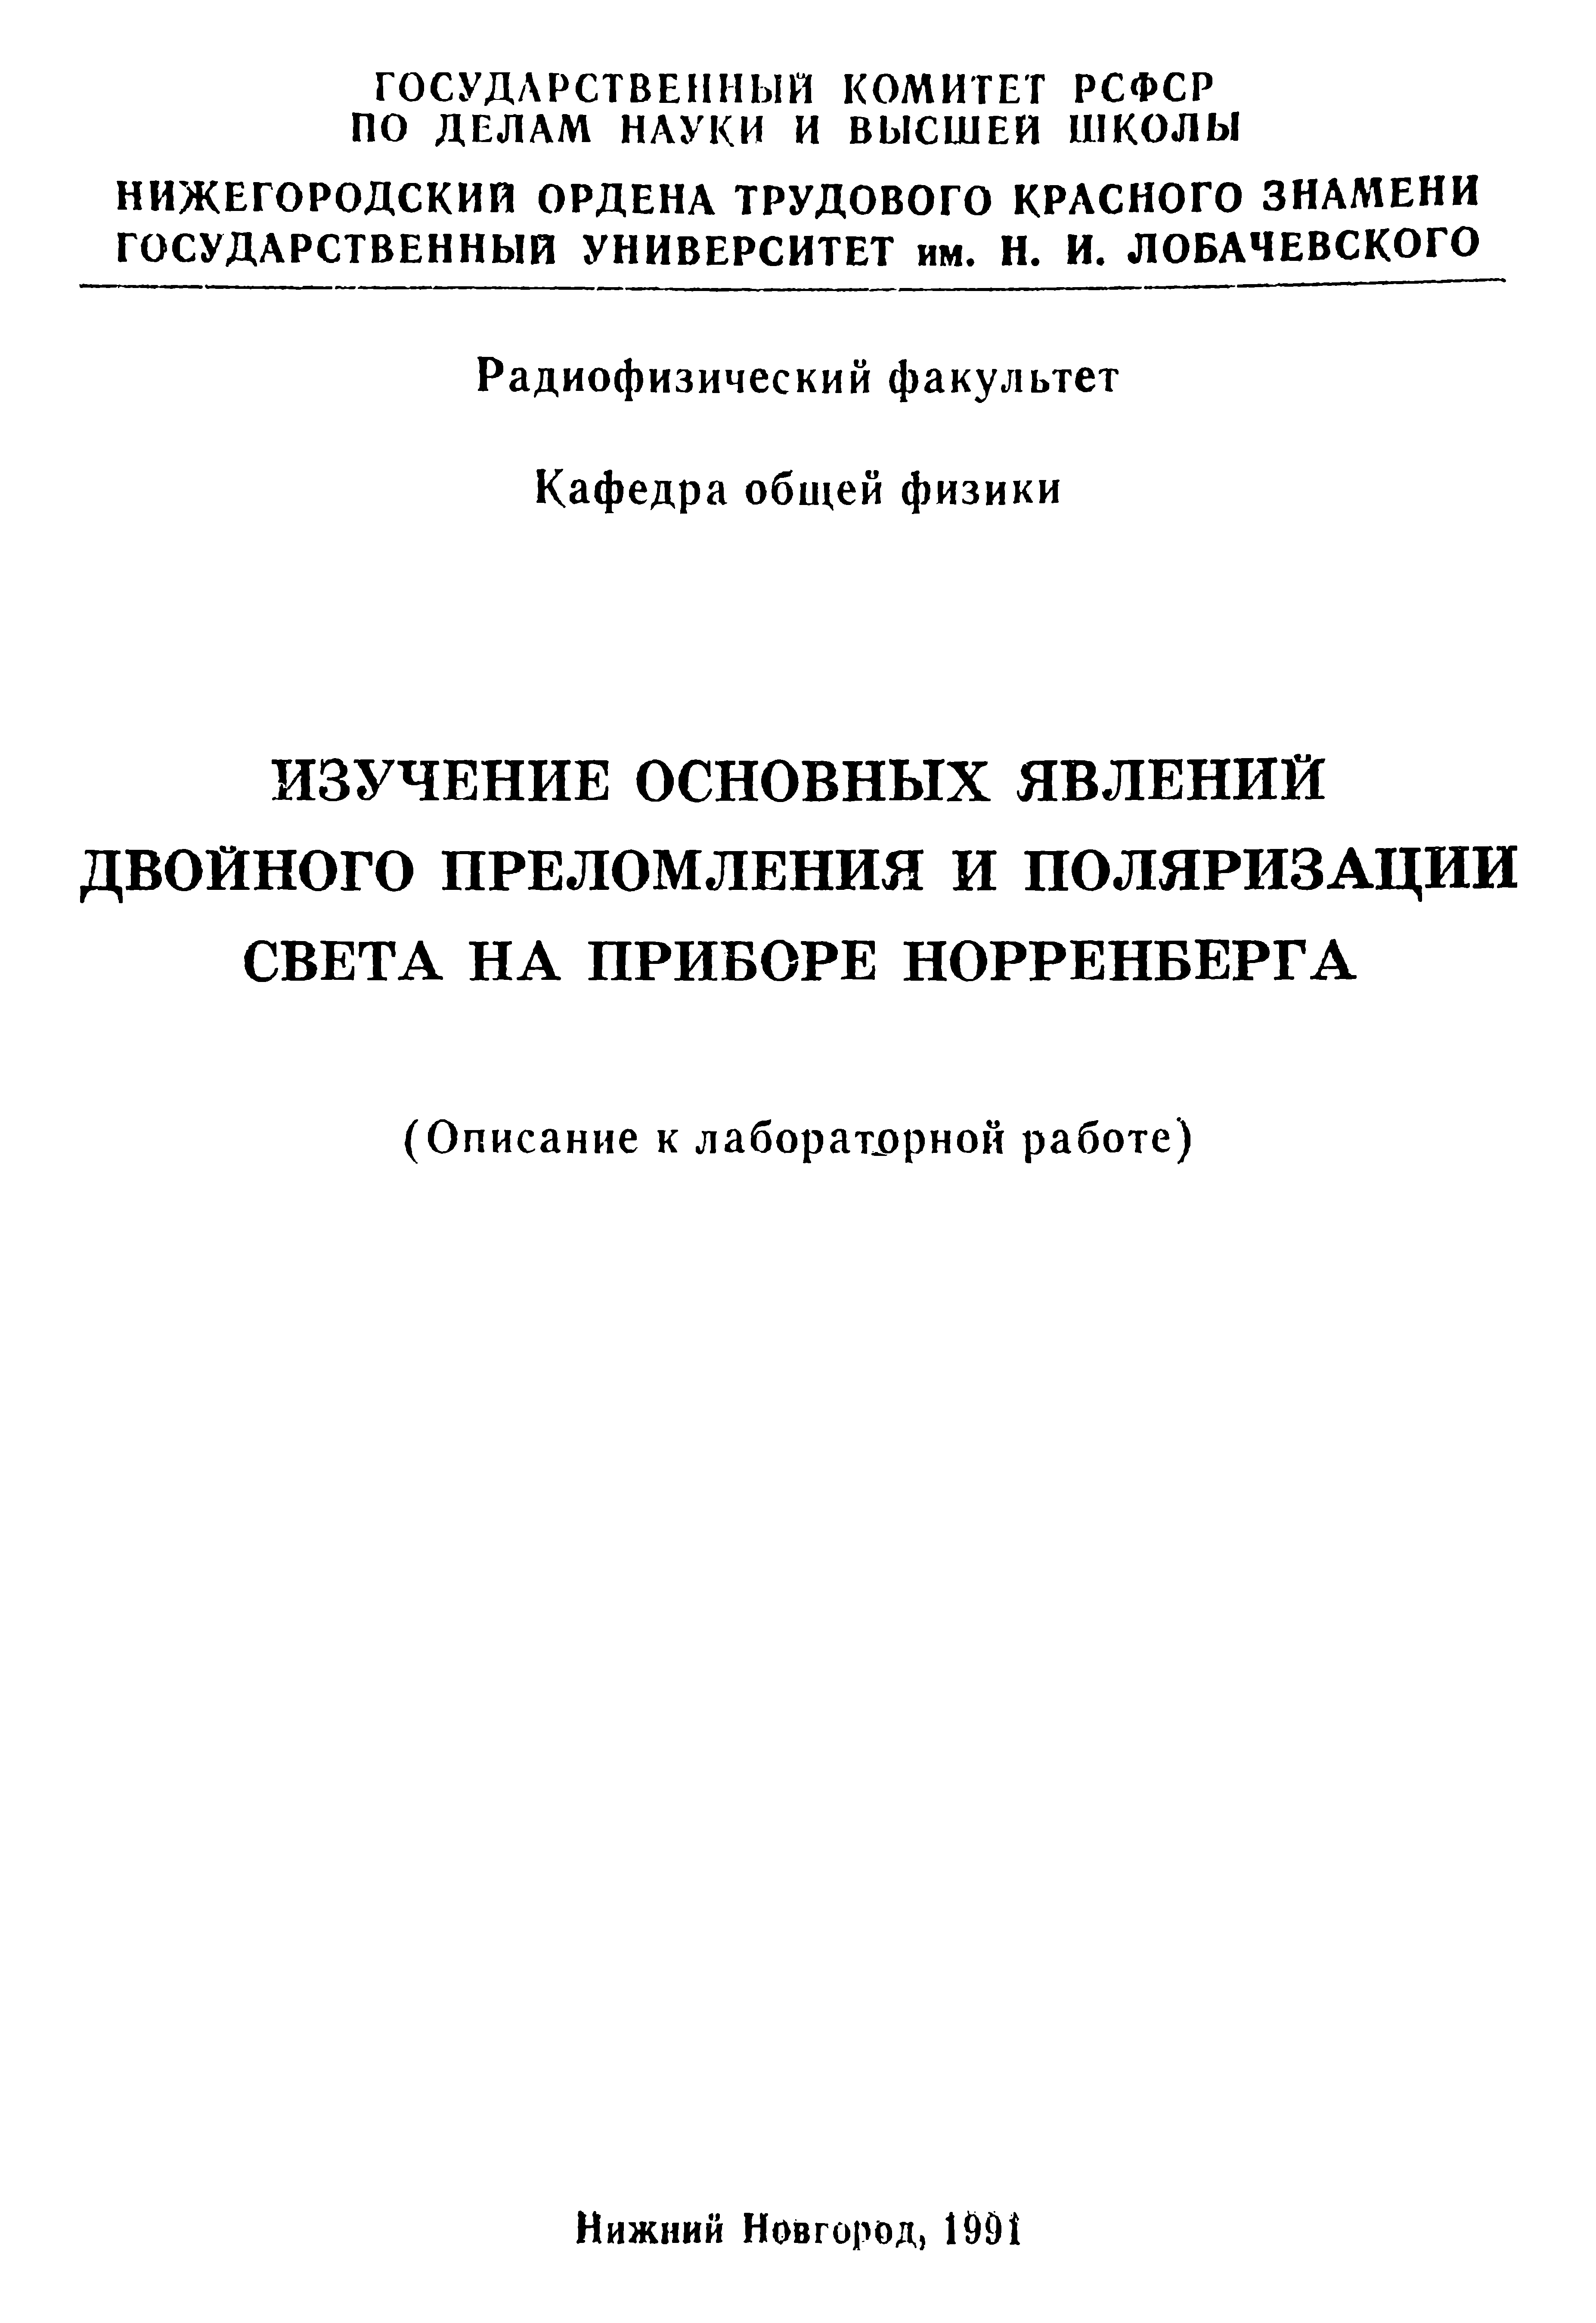 ГОСУДАРСТВЕННЫЙ КОМИТЕТ РСФСР
ПО ДЕЛАМ НАУКИ И ВЫСШЕЙ ШКОЛЫ
НИЖЕГОРОДСКИЙ ОРДЕНА ТРУДОВОГО КРАСНОГО ЗНАМЕНИ
ГОСУДАРСТВЕННЫЙ УНИВЕРСИТЕТ им. Н. И. ЛОБАЧЕВСКОГО
Радиофизический факультет
Кафедра общей физики
ИЗУЧЕНИЕ ОСНОВНЫХ ЯВЛЕНИЙ
ДВОЙНОГО ПРЕЛОМЛЕНИЯ И ПОЛЯРИЗАЦИИ
СВЕТА НА ПРИБОРЕ НОРРЕНБЕРГА
(Описание к лабораторной работе)
Нижний Новгород, 1991